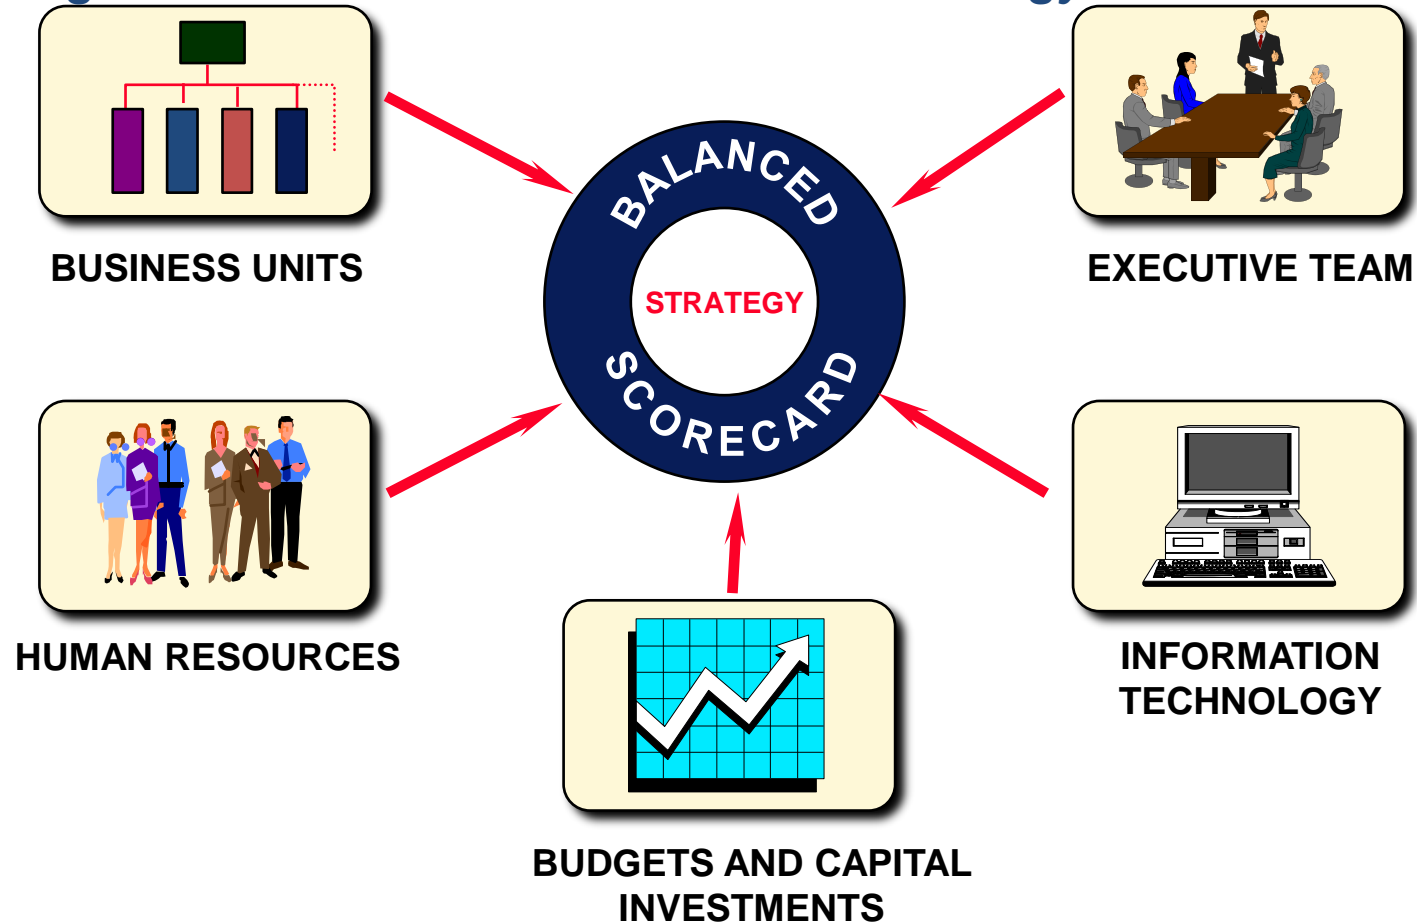 BUSINESS UNITS
EXECUTIVE TEAM
BALANCED
STRATEGY
SCORECARD
HUMAN RESOURCES
INFORMATION
TECHNOLOGY
BUDGETS AND CAPITAL
INVESTMENTS